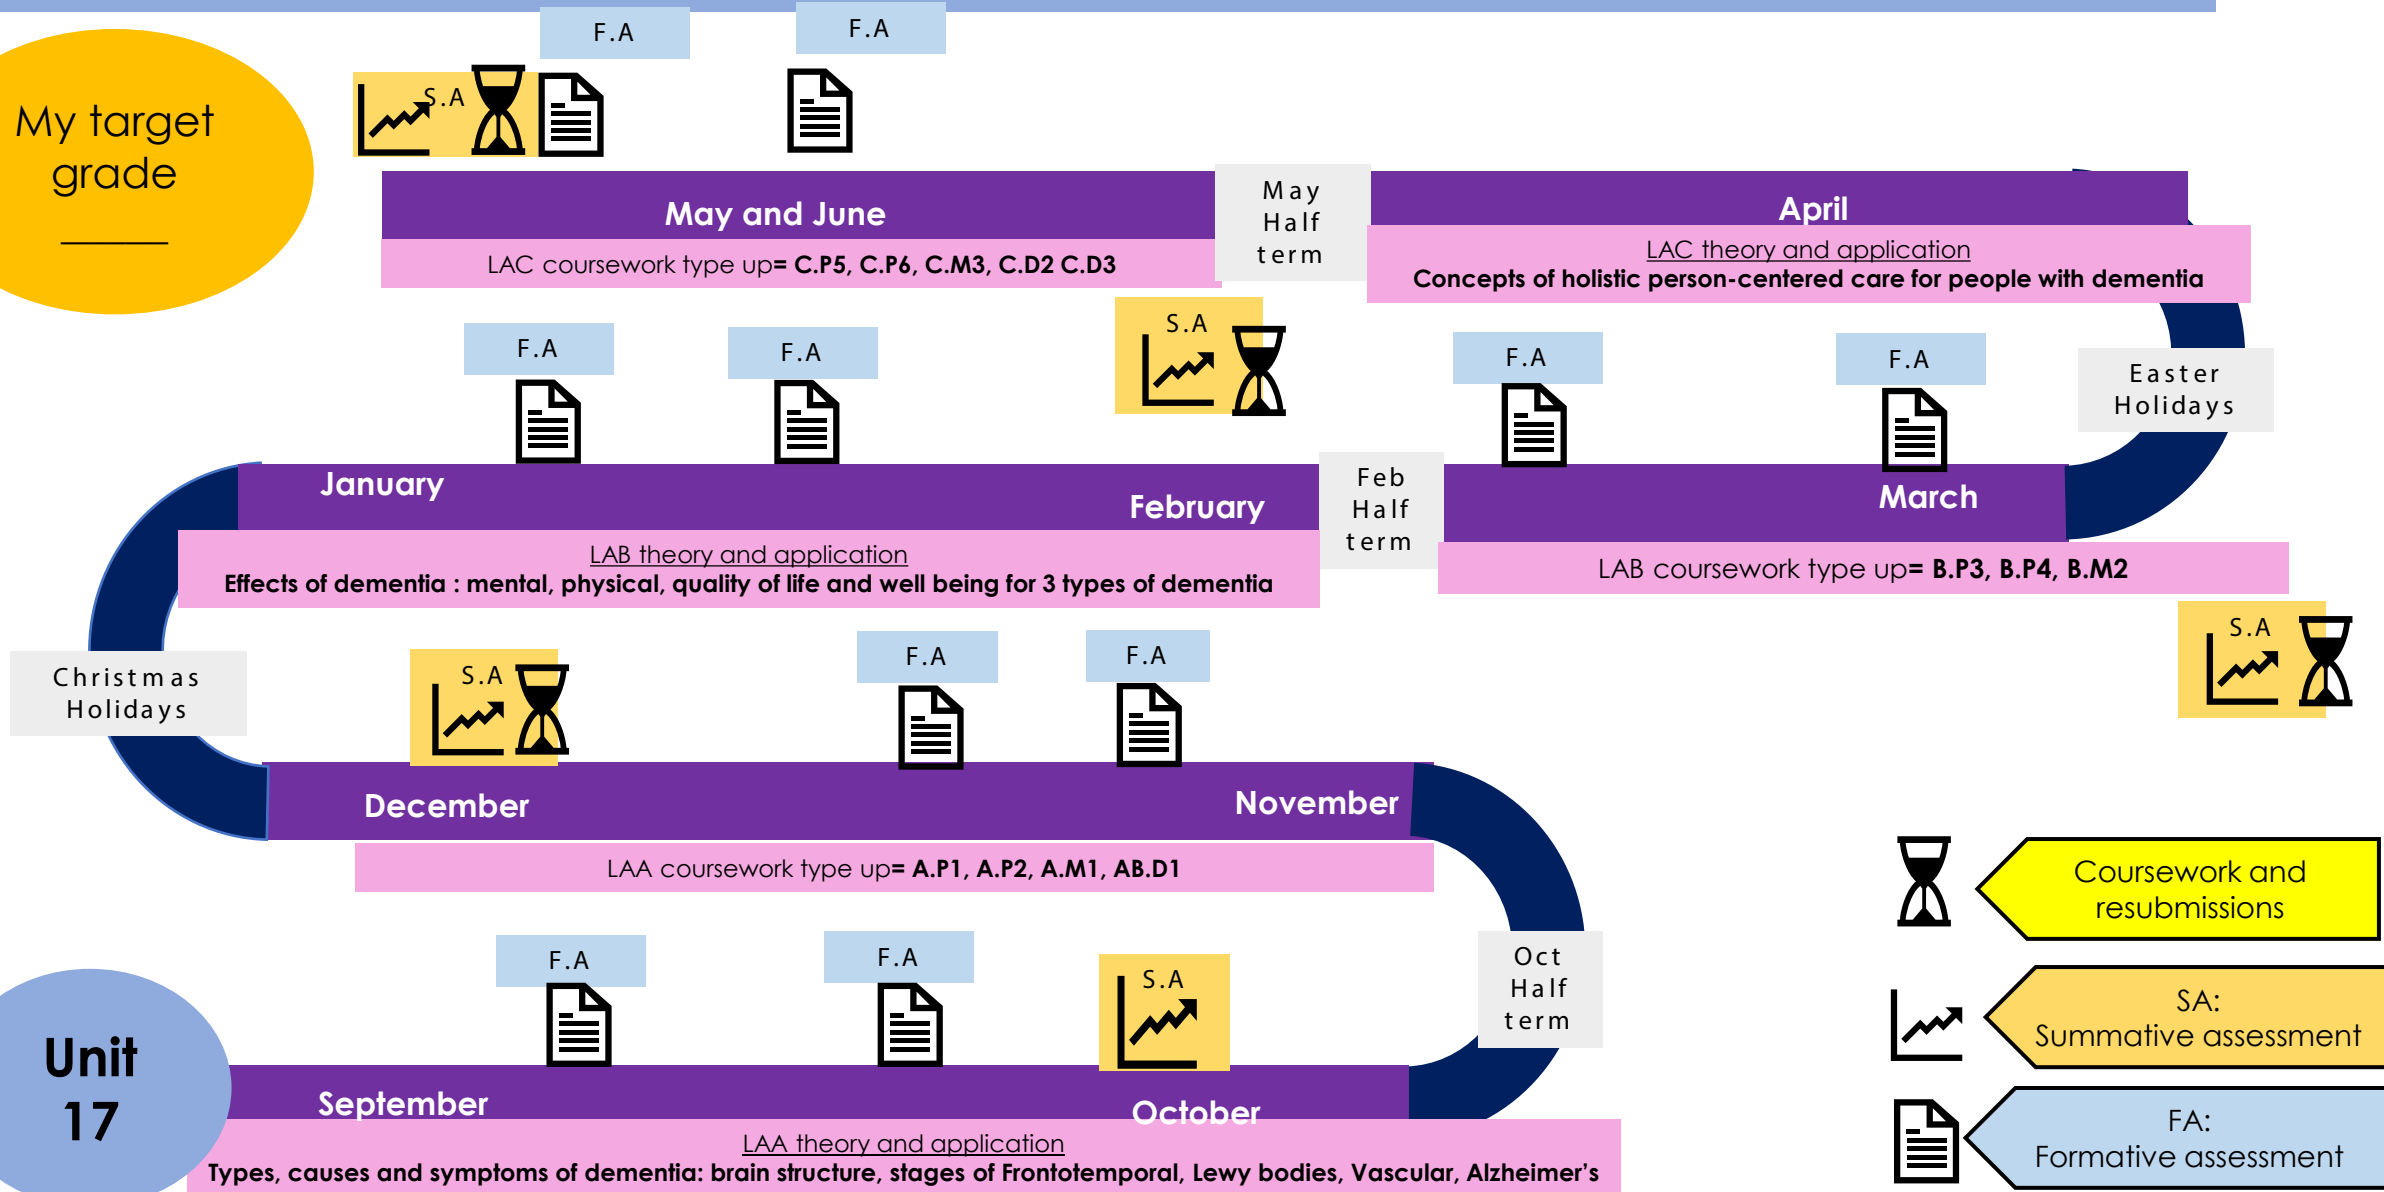 F.A
F.A
My target
grade
S.A
May and June
May
Half
term
April
LAC coursework type up= C.P5, C.P6, C.M3, C.D2 C.D3
LAC theory and application
Concepts of holistic person-centered care for people with dementia
F.A
F.A
S.A
F.A
F.A
Easter
Holidays
January
February
Feb
Half
term
March
LAB theory and application
Effects of dementia : mental, physical, quality of life and well being for 3 types of dementia
LAB coursework type up= B.P3, B.P4, B.M2
S.A
Christmas
Holidays
S.A
F.A
F.A
December
November
LAA coursework type up= A.P1, A.P2, A.M1, AB.D1
Coursework and
resubmissions
F.A
F.A
S.A
Oct
Half
term
SA:
Summative assessment
Unit
17
September
October
LAA theory and application
Types, causes and symptoms of dementia: brain structure, stages of Frontotemporal, Lewy bodies, Vascular, Alzheimer's
FA:
Formative assessment